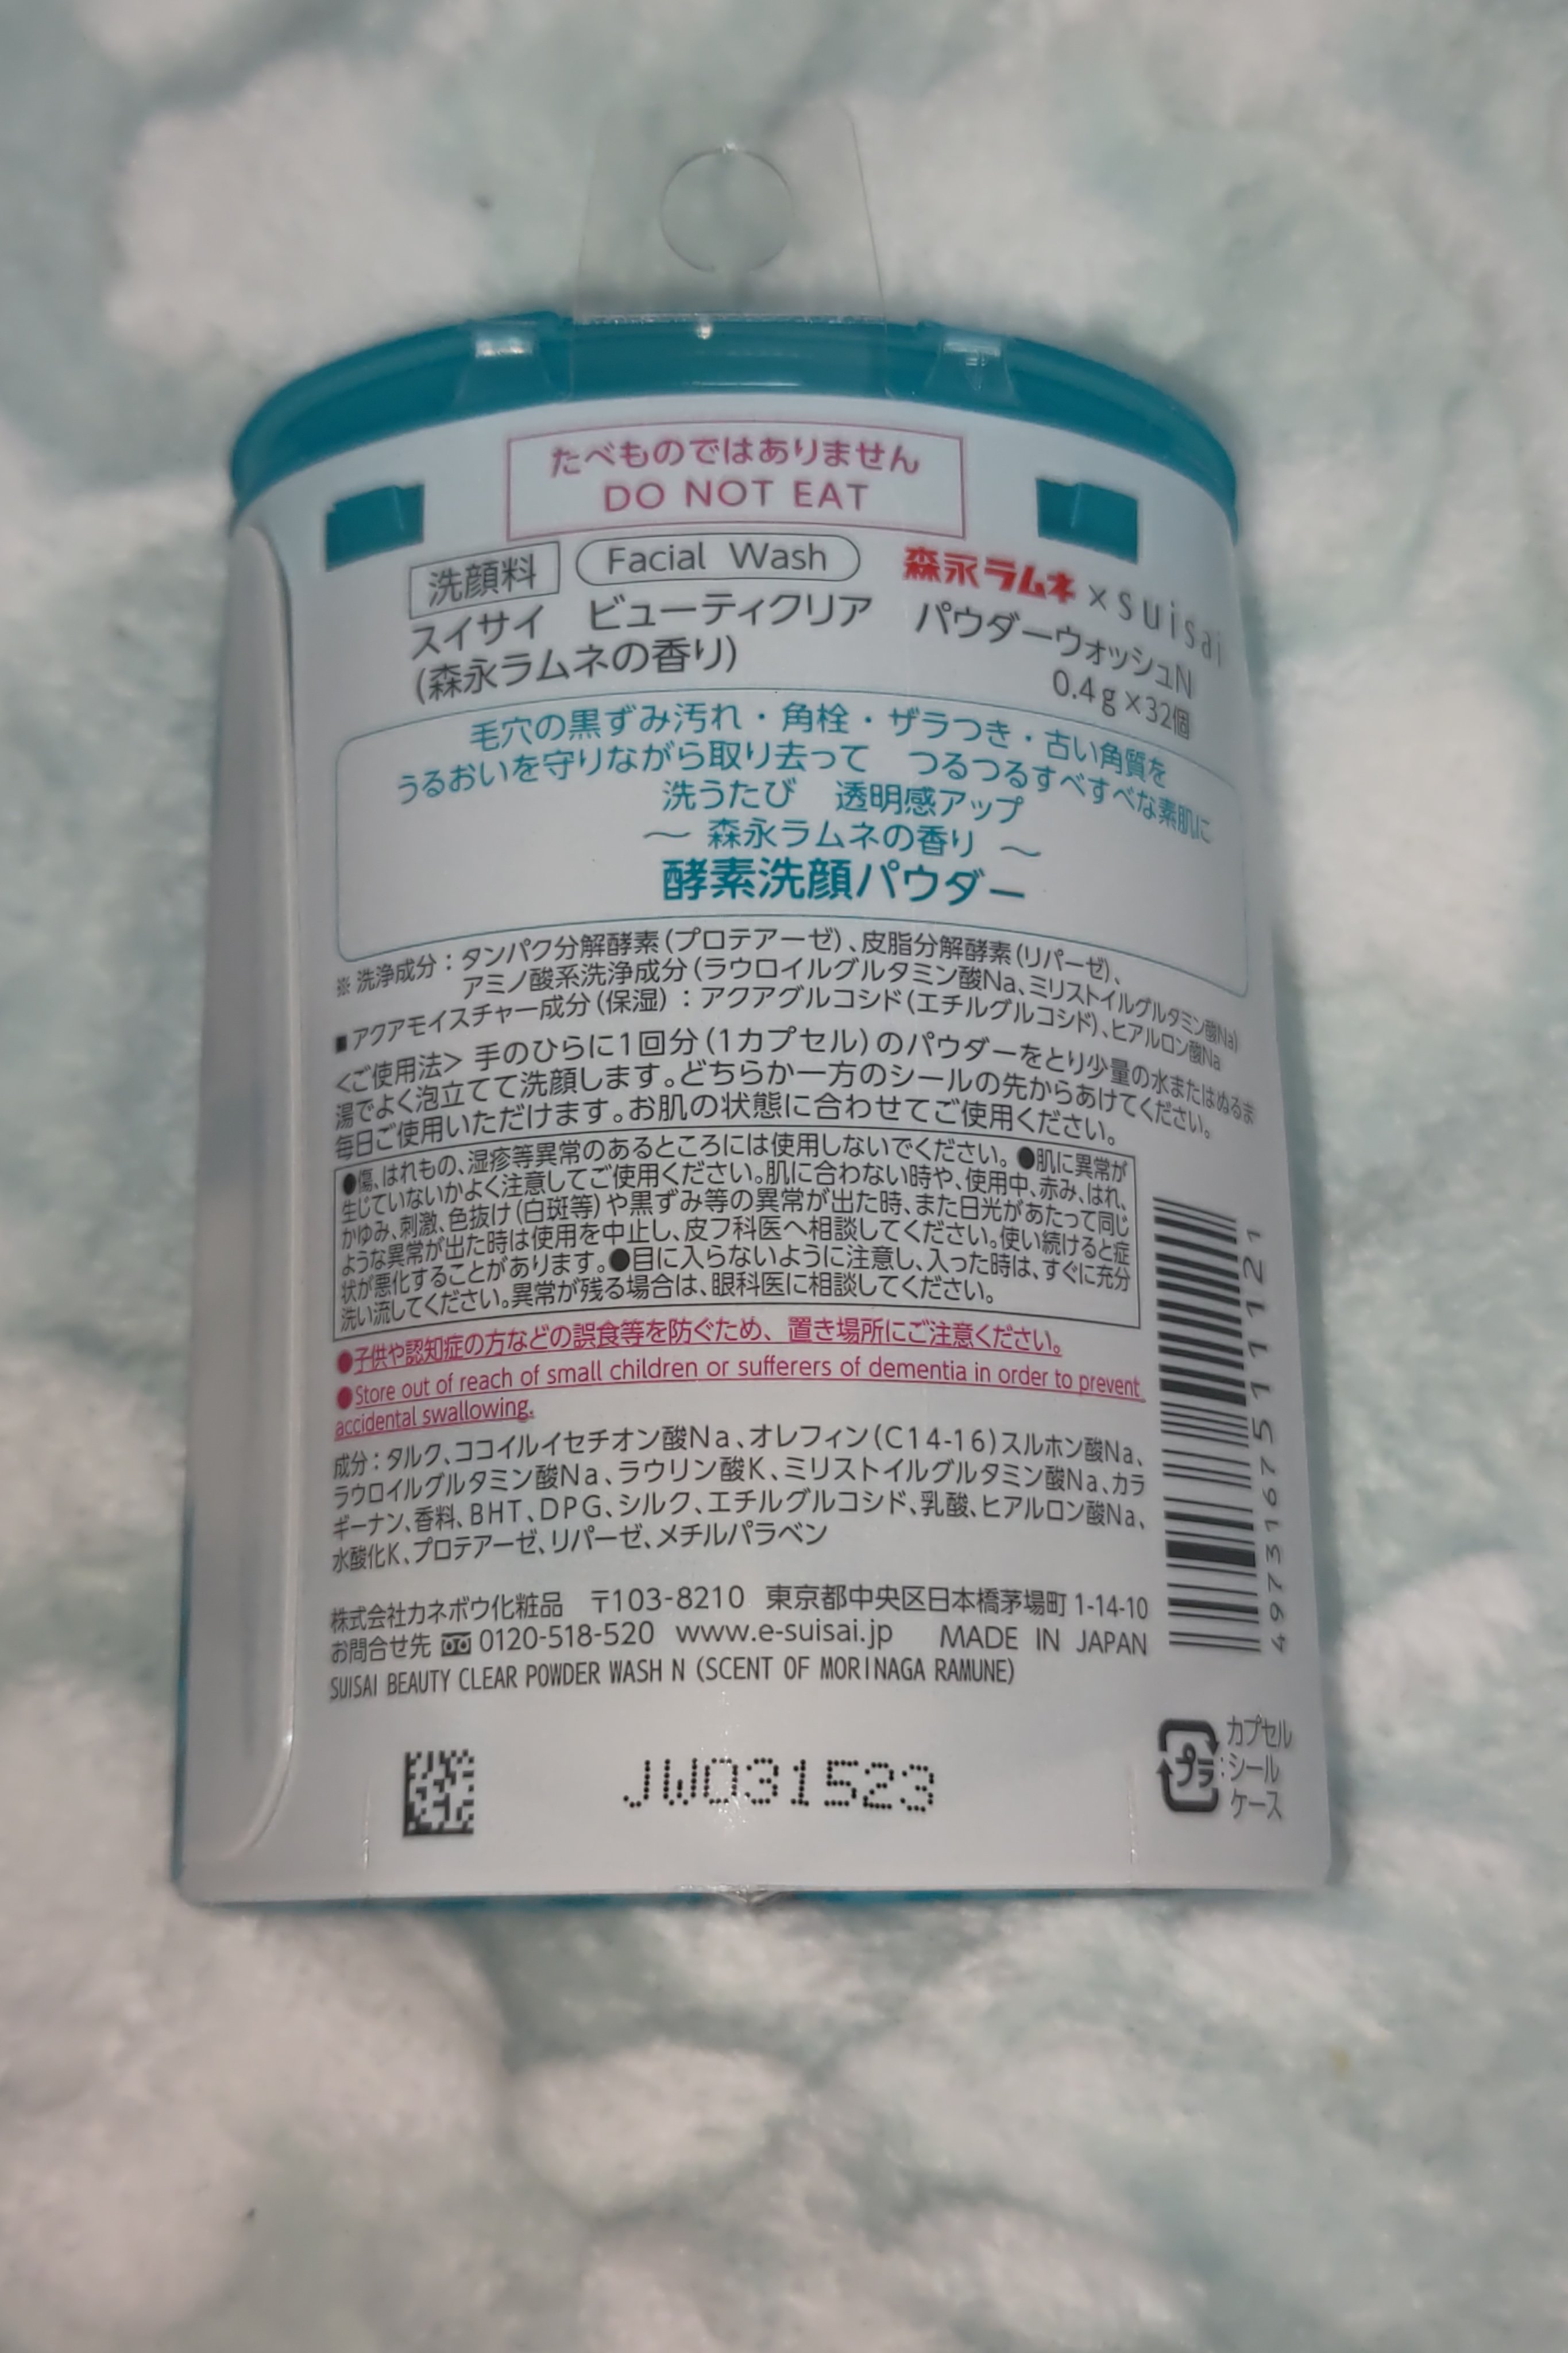 たべものではありません
DO NOT EAT
洗顔料 Facial Wash 森永ラムネ×suisai
スイサイ ビューティクリア パウダーウォッシュN
(森永ラムネの香り) 0.4g×32個
毛穴の黒ずみ汚れ・角栓・ザラつき・古い角質を
うるおいを守りながら取り去って つるつるすべすべな素肌に
洗うたび 透明感アップ
～ 森永ラムネの香り ～
酵素洗顔パウダー
※洗浄成分：タンパク分解酵素(プロテアーゼ)、皮脂分解酵素(リパーゼ)、
アミノ酸系洗浄成分(ラウロイルグルタミン酸Na、ミリストイルグルタミン酸Na)
■アクアモイスチャー成分(保湿)：アクアグルコシド(エチルグルコシド)、ヒアルロン酸Na
<ご使用法>手のひらに1回分(1カプセル)のパウダーをとり少量の水またはぬるま
湯でよく泡立てて洗顔します。どちらか一方のシールの先からあけてください。
毎日ご使用いただけます。お肌の状態に合わせてご使用ください。
●傷、はれもの、湿疹等異常のあるところには使用しないでください。●肌に異常が
生じていないかよく注意してご使用ください。肌に合わない時や、使用中、赤み、はれ、
かゆみ、刺激、色抜け(白斑等)や黒ずみ等の異常が出た時、また日光があたって同じ
ような異常が出た時は使用を中止し、皮フ科医へ相談してください。使い続けると症
状が悪化することがあります。●目に入らないように注意し、入った時は、すぐに充分
洗い流してください。異常が残る場合は、眼科医に相談してください。
●子供や認知症の方などの誤食等を防ぐため、置き場所にご注意ください。
●Store out of reach of small children or sufferers of dementia in order to prevent
accidental swallowing.
成分：タルク、ココイルイセチオン酸Na、オレフィン(C14-16)スルホン酸Na、
ラウロイルグルタミン酸Na、ラウリン酸K、ミリストイルグルタミン酸Na、カラ
ギーナン、香料、BHT、DPG、シルク、エチルグルコシド、乳酸、ヒアルロン酸Na、
水酸化K、プロテアーゼ、リパーゼ、メチルパラベン
株式会社カネボウ化粧品 〒103-8210 東京都中央区日本橋茅場町1-14-10
お問合せ先 0120-518-520 www.e-suisai.jp MADE IN JAPAN
SUISAI BEAUTY CLEAR POWDER WASH N (SCENT OF MORINAGA RAMUNE)
4973167511121
JW031523
プラ：カプセル
シール
ケース